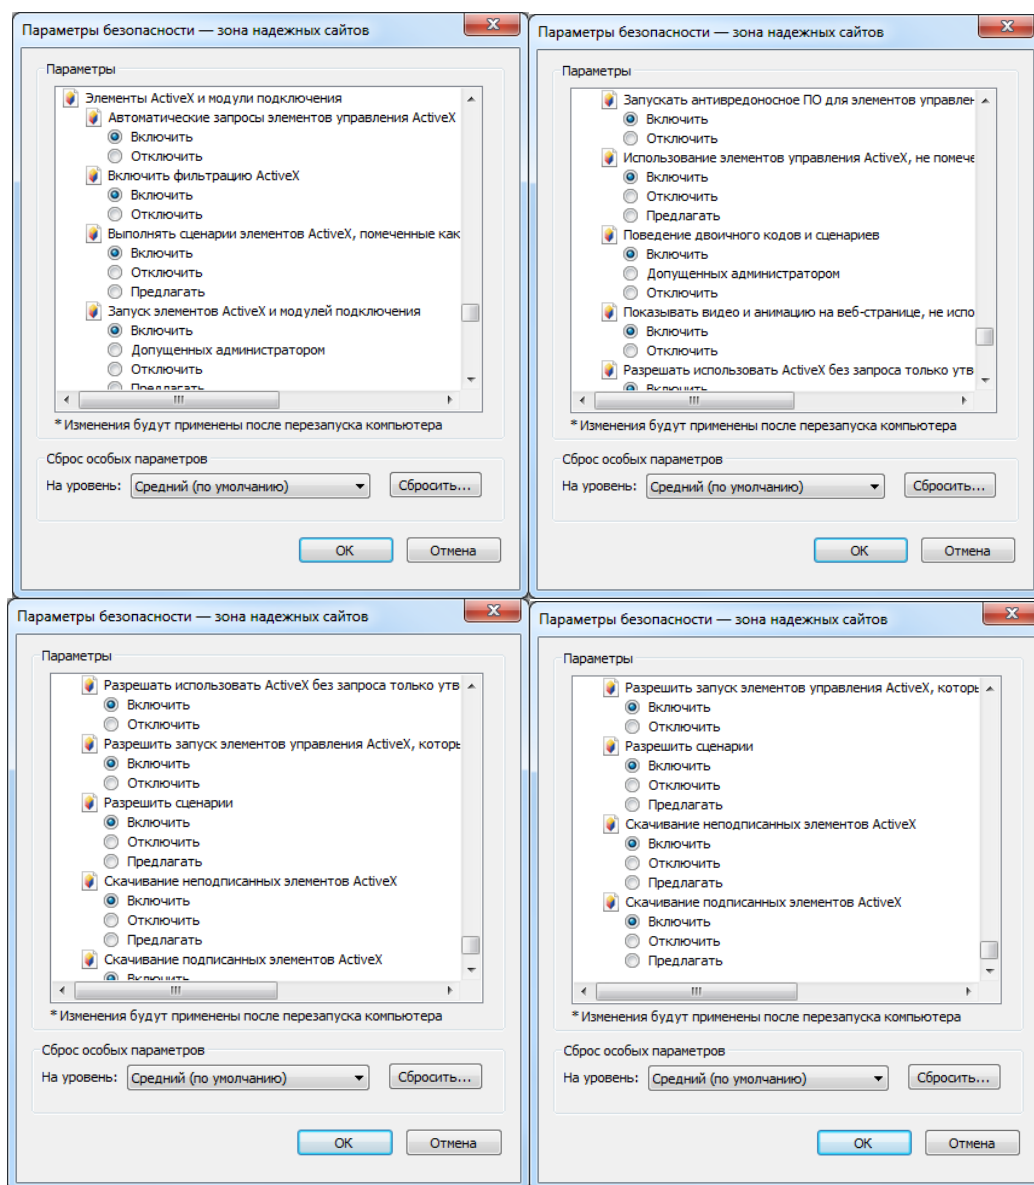 Параметры безопасности — зона надежных сайтов
Параметры
Элементы ActiveX и модули подключения
Автоматические запросы элементов управления ActiveX
Включить
Отключить
Включить фильтрацию ActiveX
Включить
Отключить
Выполнять сценарии элементов ActiveX, помеченные как
Включить
Отключить
Предлагать
Запуск элементов ActiveX и модулей подключения
Включить
Допущенных администратором
Отключить
Предлагать
* Изменения будут применены после перезапуска компьютера
Сброс особых параметров
На уровень: Средний (по умолчанию) Сбросить...
ОК Отмена
Параметры безопасности — зона надежных сайтов
Параметры
Запускать антивредоносное ПО для элементов управлен
Включить
Отключить
Использование элементов управления ActiveX, не помече
Включить
Отключить
Предлагать
Поведение двоичного кодов и сценариев
Включить
Допущенных администратором
Отключить
Показывать видео и анимацию на веб-странице, не испо
Включить
Отключить
Разрешать использовать ActiveX без запроса только утв
Включить
* Изменения будут применены после перезапуска компьютера
Сброс особых параметров
На уровень: Средний (по умолчанию) Сбросить...
ОК Отмена
Параметры безопасности — зона надежных сайтов
Параметры
Разрешать использовать ActiveX без запроса только утв
Включить
Отключить
Разрешить запуск элементов управления ActiveX, которь
Включить
Отключить
Разрешить сценарии
Включить
Отключить
Предлагать
Скачивание неподписанных элементов ActiveX
Включить
Отключить
Предлагать
Скачивание подписанных элементов ActiveX
Включить
* Изменения будут применены после перезапуска компьютера
Сброс особых параметров
На уровень: Средний (по умолчанию) Сбросить...
ОК Отмена
Параметры безопасности — зона надежных сайтов
Параметры
Разрешить запуск элементов управления ActiveX, которь
Включить
Отключить
Разрешить сценарии
Включить
Отключить
Предлагать
Скачивание неподписанных элементов ActiveX
Включить
Отключить
Предлагать
Скачивание подписанных элементов ActiveX
Включить
Отключить
Предлагать
* Изменения будут применены после перезапуска компьютера
Сброс особых параметров
На уровень: Средний (по умолчанию) Сбросить...
ОК Отмена